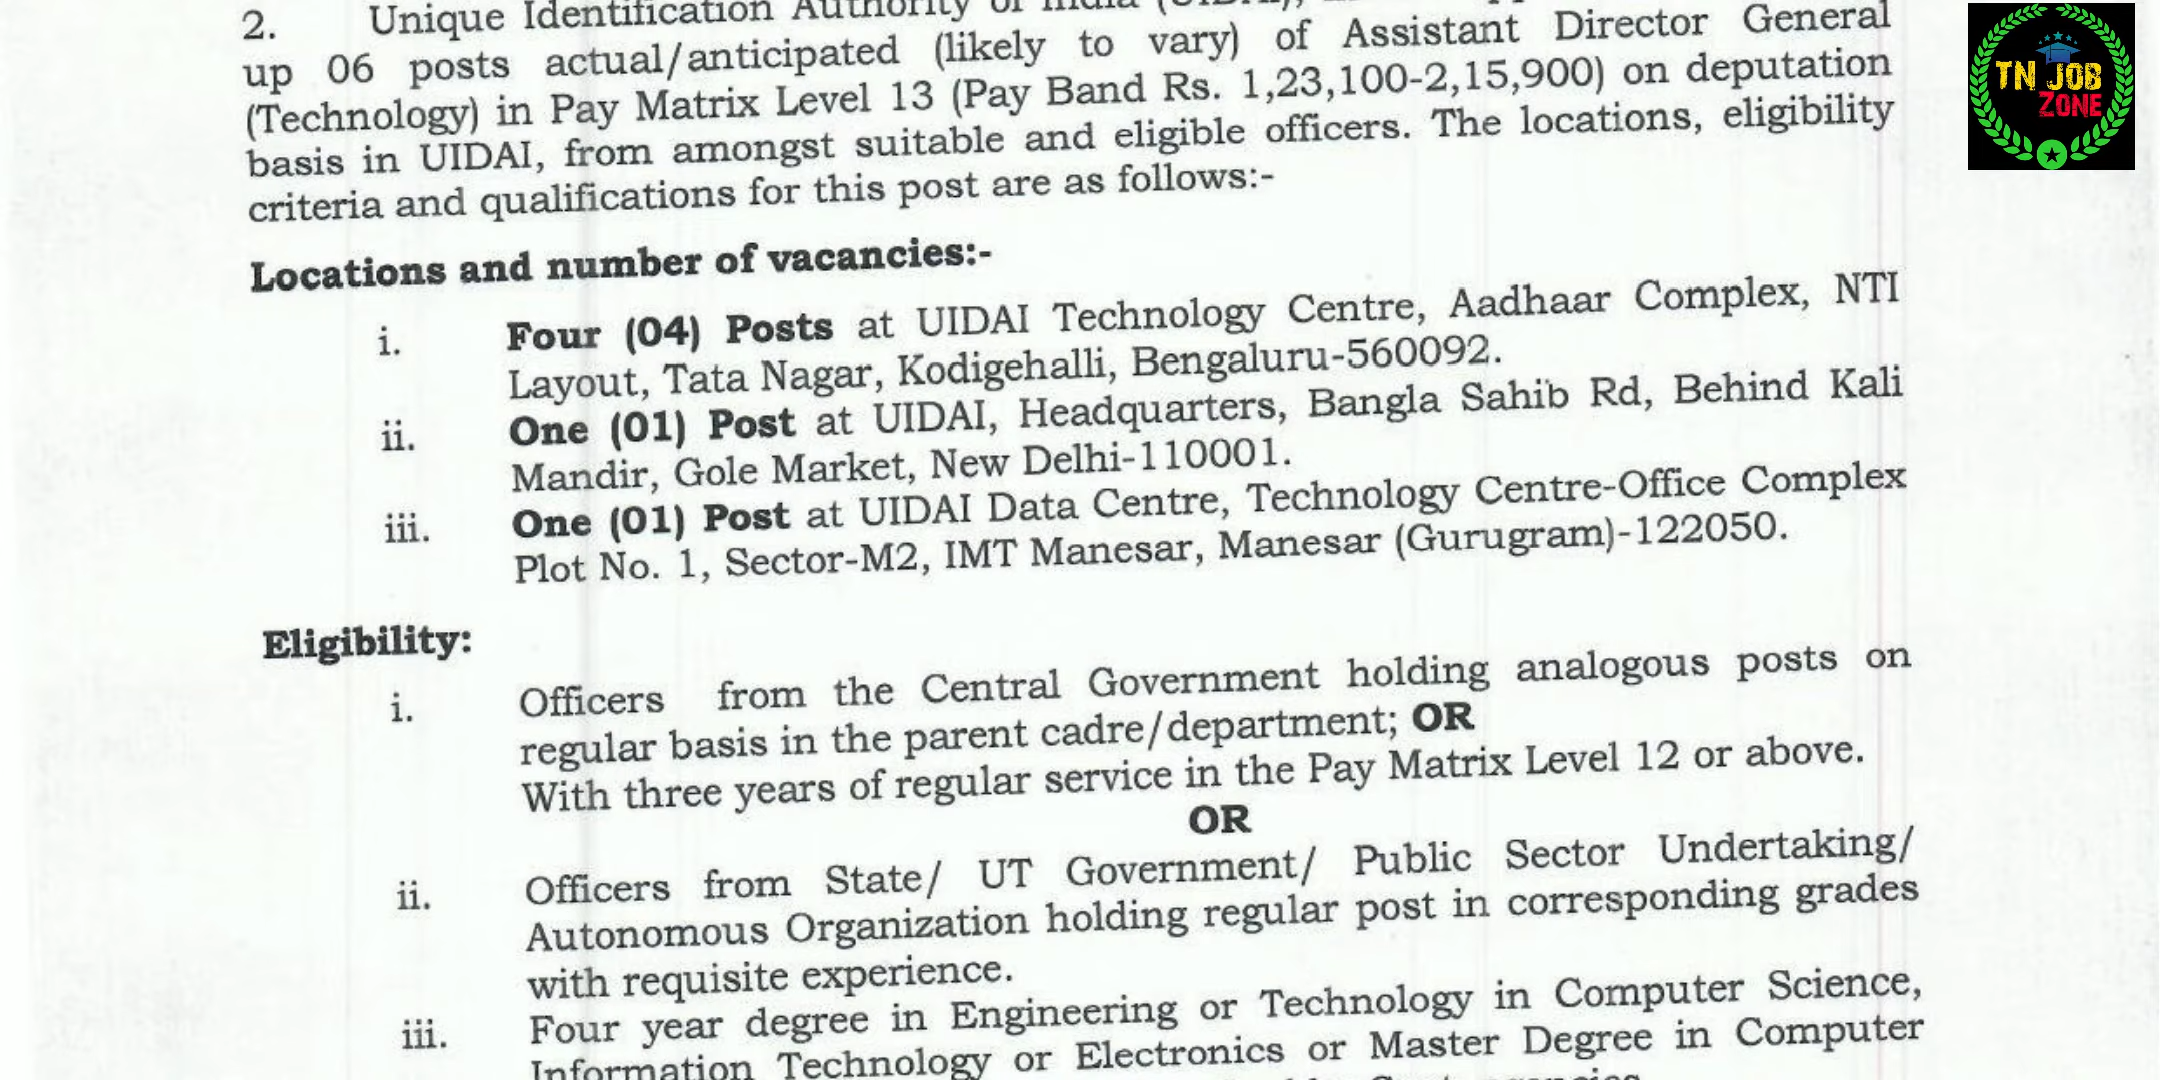 2. Unique Identification Authority of India (UIDAI),
up 06 posts actual/anticipated (likely to vary) of Assistant Director General
(Technology) in Pay Matrix Level 13 (Pay Band Rs. 1,23,100-2,15,900) on deputation
basis in UIDAI, from amongst suitable and eligible officers. The locations, eligibility
criteria and qualifications for this post are as follows:-
Locations and number of vacancies:-
i. Four (04) Posts at UIDAI Technology Centre, Aadhaar Complex, NTI
Layout, Tata Nagar, Kodigehalli, Bengaluru-560092.
ii. One (01) Post at UIDAI, Headquarters, Bangla Sahib Rd, Behind Kali
Mandir, Gole Market, New Delhi-110001.
iii. One (01) Post at UIDAI Data Centre, Technology Centre-Office Complex
Plot No. 1, Sector-M2, IMT Manesar, Manesar (Gurugram)-122050.
Eligibility:
i. Officers from the Central Government holding analogous posts on
regular basis in the parent cadre/department; OR
With three years of regular service in the Pay Matrix Level 12 or above.
OR
ii. Officers from State/ UT Government/ Public Sector Undertaking/
Autonomous Organization holding regular post in corresponding grades
with requisite experience.
iii. Four year degree in Engineering or Technology in Computer Science,
Information Technology or Electronics or Master Degree in Computer
TN JOB
ZONE